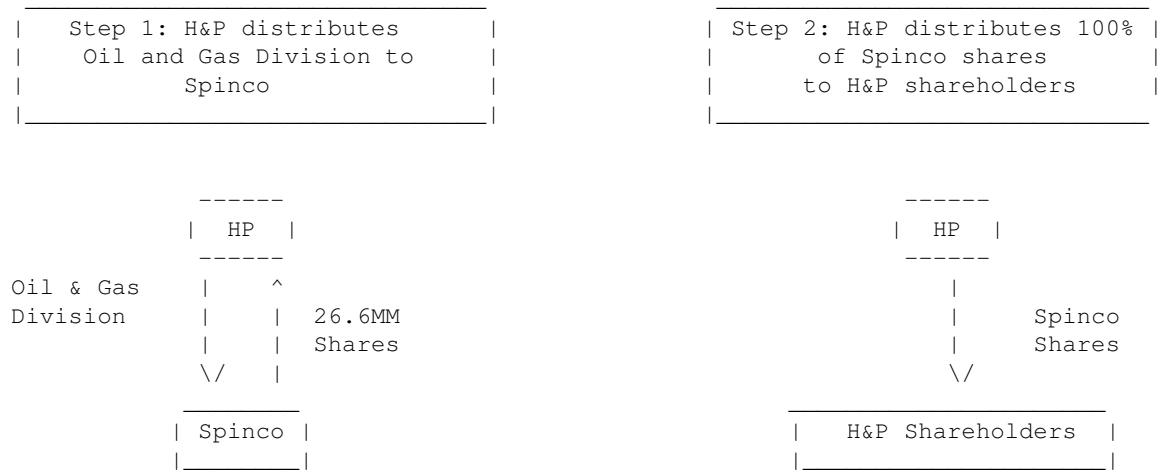 Step 1: H&P distributes
Oil and Gas Division to
Spinco
Step 2: H&P distributes 100%
of Spinco shares
to H&P shareholders
HP
Oil & Gas
Division
26.6MM
Shares
Spinco
HP
Spinco
Shares
H&P Shareholders